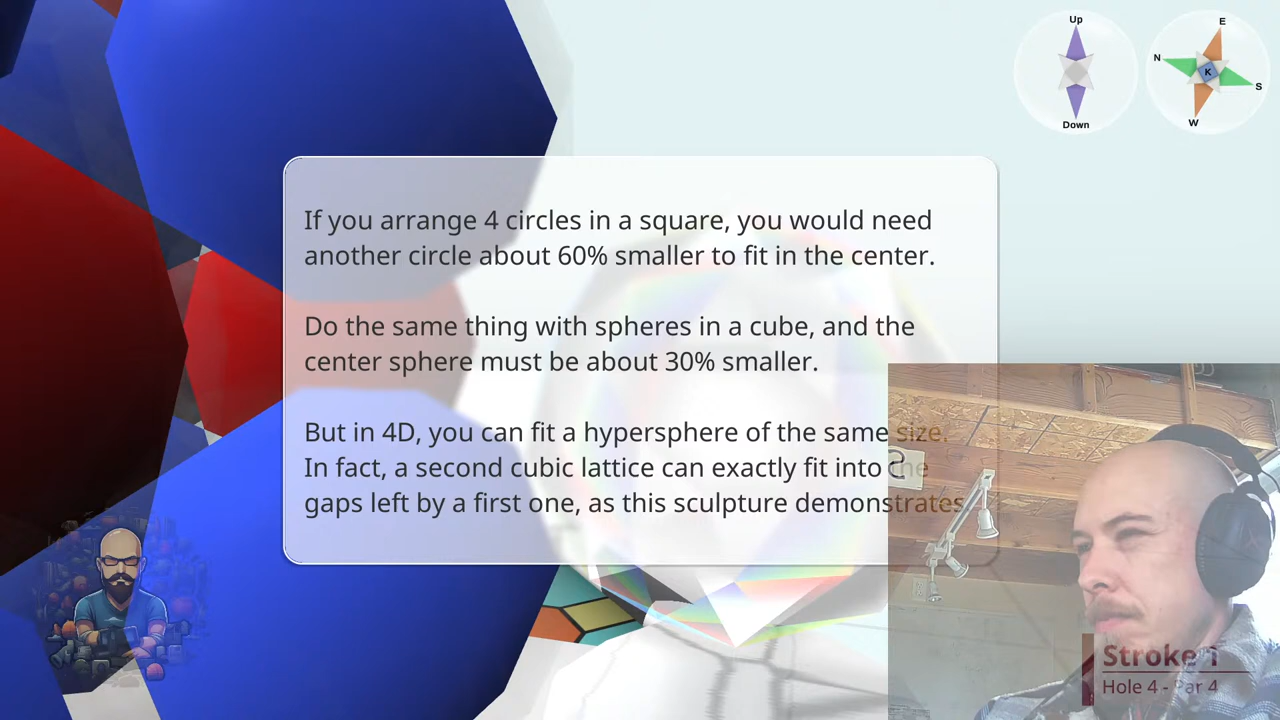 Up
E
N
K
S
Down
W
If you arrange 4 circles in a square, you would need
another circle about 60% smaller to fit in the center.
Do the same thing with spheres in a cube, and the
center sphere must be about 30% smaller.
But in 4D, you can fit a hypersphere of the same size.
In fact, a second cubic lattice can exactly fit into the
gaps left by a first one, as this sculpture demonstrates.
Stroke 1
Hole 4 - Par 4